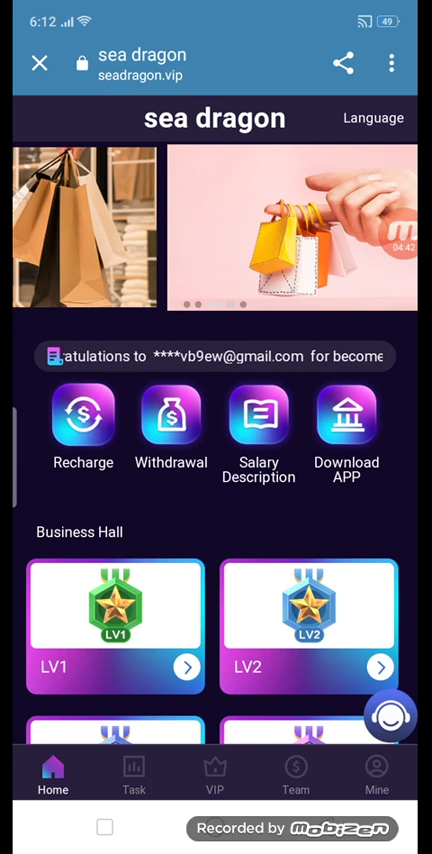 6:12
49
sea dragon
seadragon.vip
sea dragon
Language
04:42
atulations to ****vb9ew@gmail.com for become
Recharge
Withdrawal
Salary
Description
Download
APP
Business Hall
LV1
LV2
LV1
LV2
Home
Task
VIP
Team
Mine
Recorded by mobizen